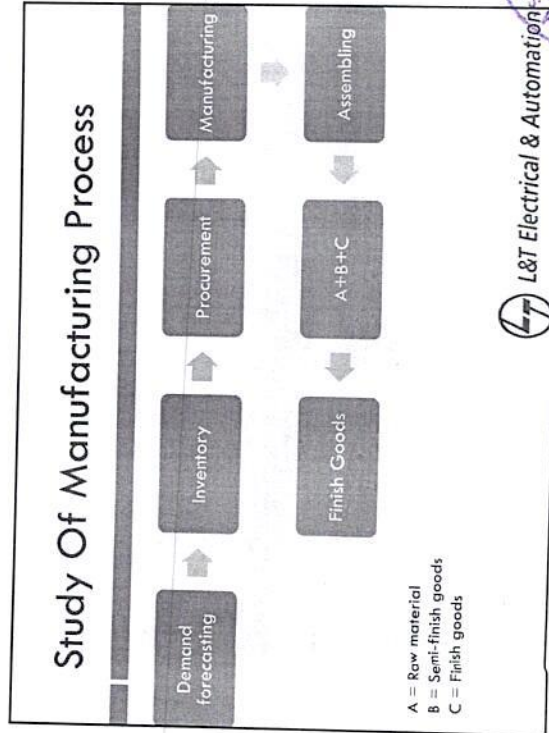 Study Of Manufacturing Process
Demand
forecasting
Inventory
Procurement
Manufacturing
Assembling
A+B+C
Finish Goods
A = Raw material
B = Semi-finish goods
C = Finish goods
L&T Electrical & Automation